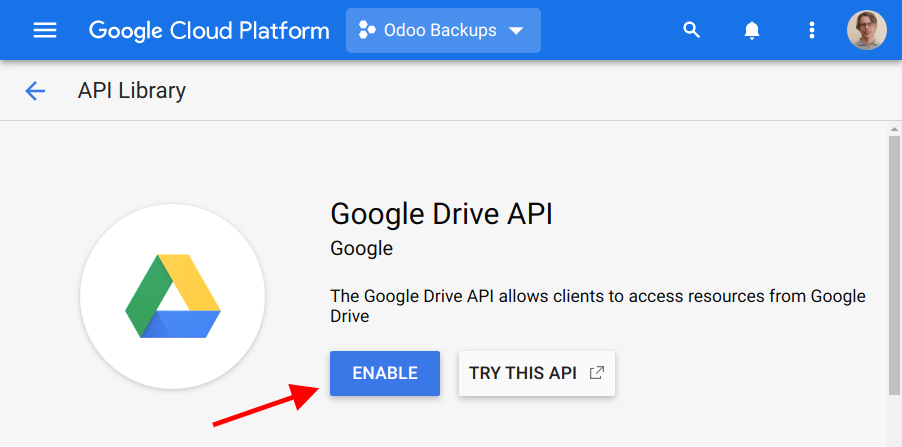 Google Cloud Platform
Odoo Backups
API Library
Google Drive API
Google
The Google Drive API allows clients to access resources from Google
Drive
ENABLE
TRY THIS API